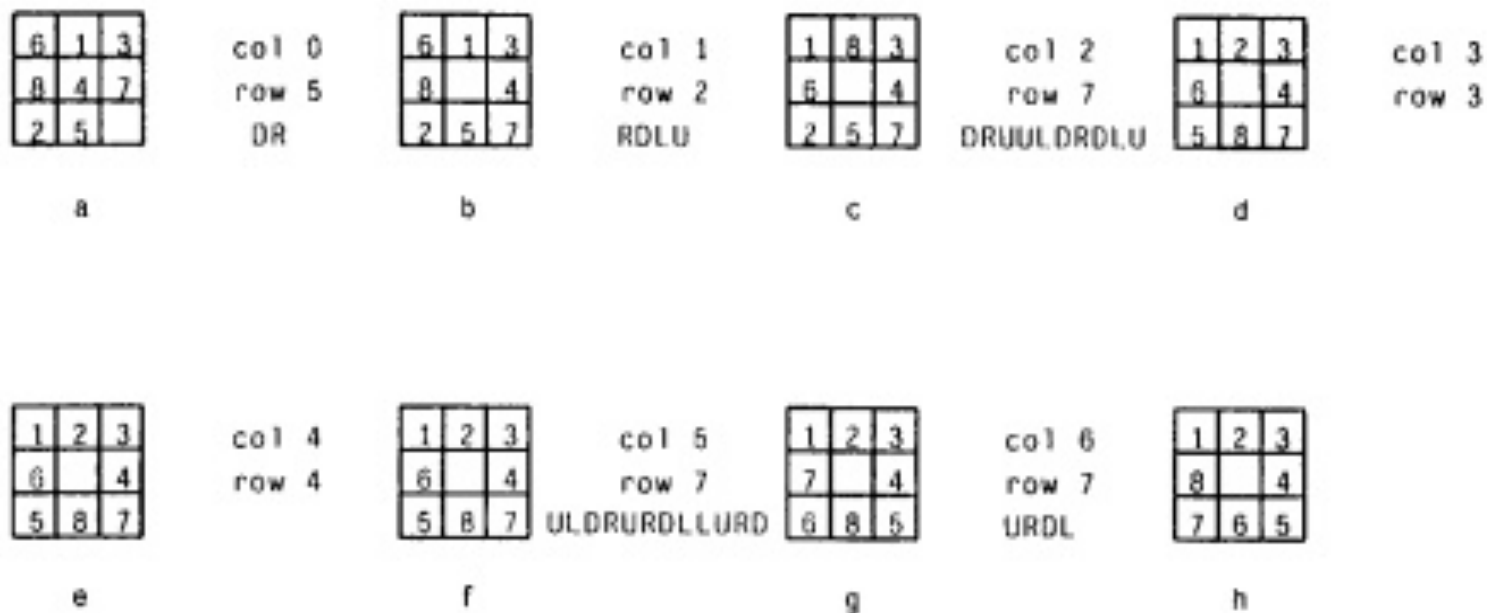 6 1 3 col 0 6 1 3 col 1 1 8 3 col 2 1 2 3 col 3
8 4 7 row 5 8 4 row 2 6 4 row 7 6 4 row 3
2 5 DR 2 5 7 RDLU 2 5 7 DRUULDRDLU 5 8 7
a b c d
1 2 3 col 4 1 2 3 col 5 1 2 3 col 6 1 2 3
6 4 row 4 6 4 row 7 7 4 row 7 8 4
5 8 7 5 8 7 ULDRURDLLURD 6 8 5 URDL 7 6 5
e f g h